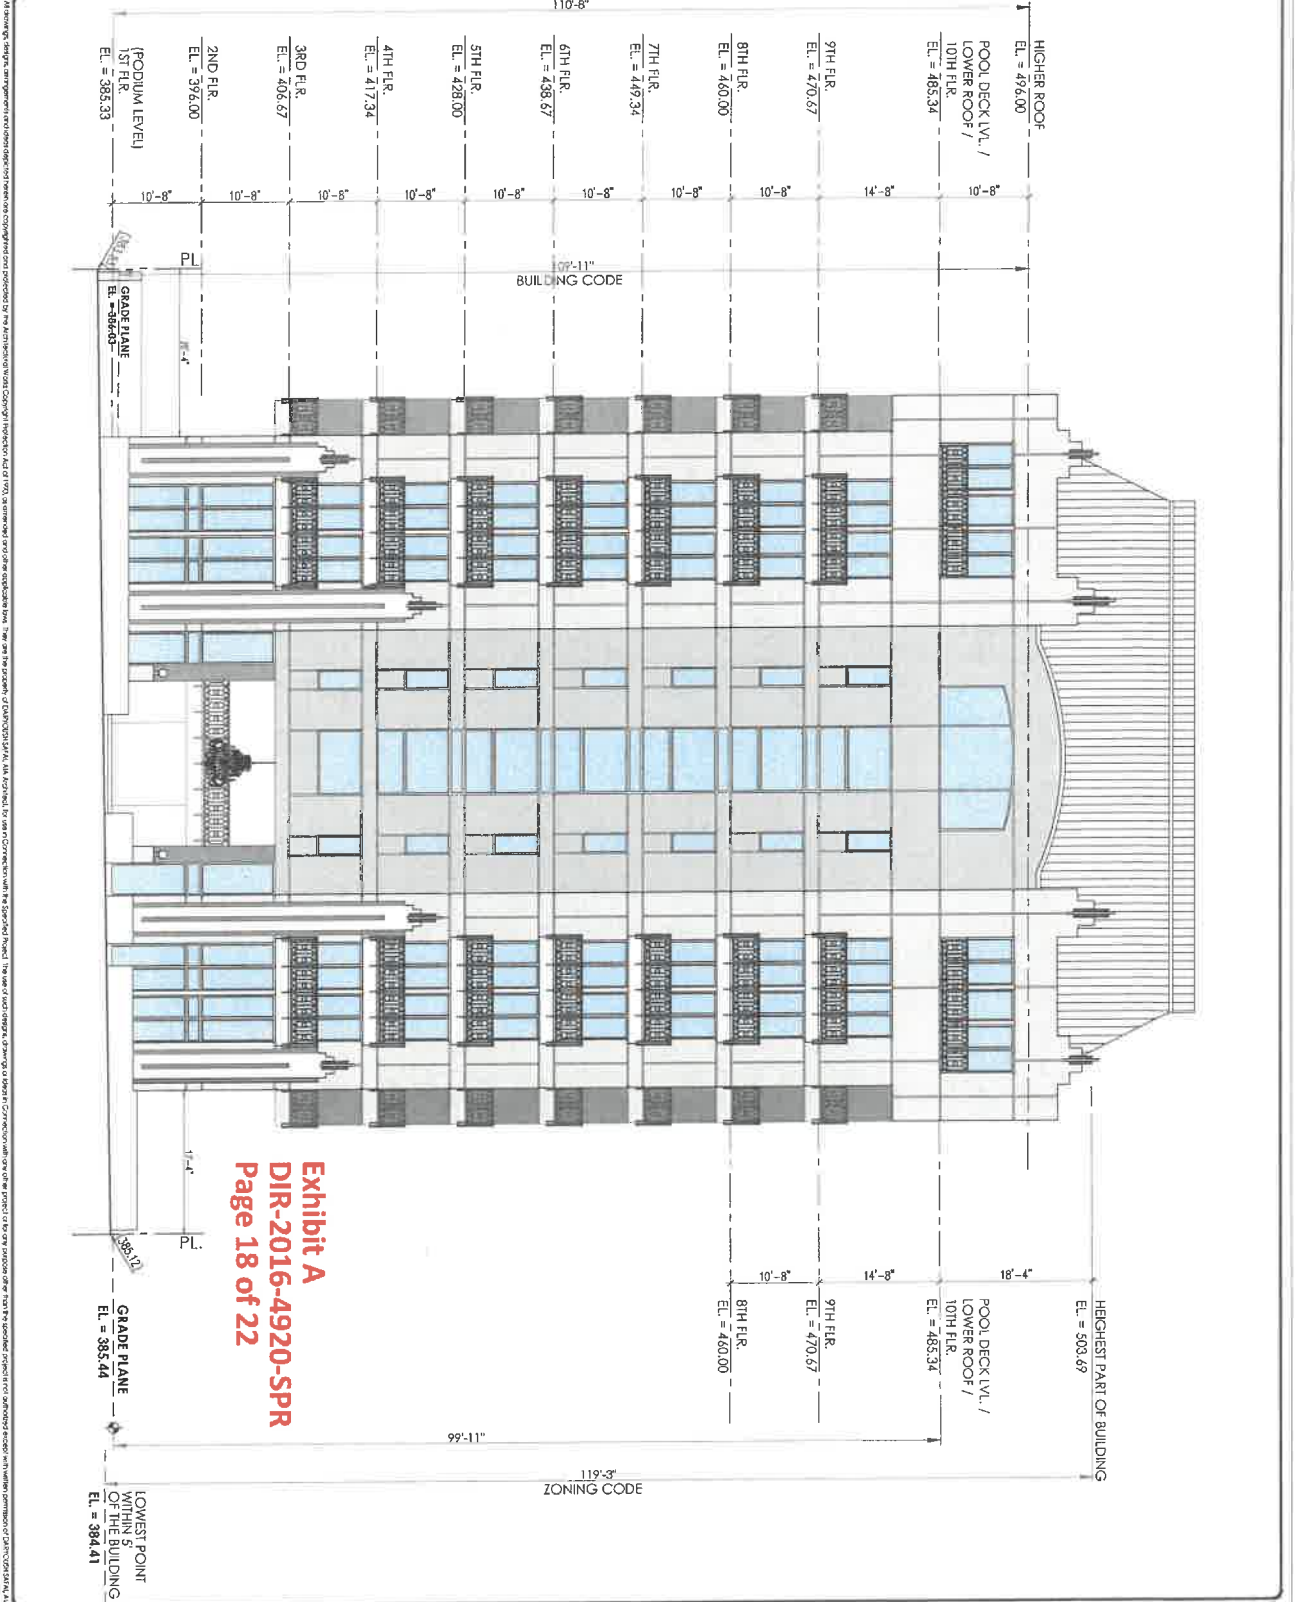 110'-8"
HIGHER ROOF
EL. = 496.00
POOL DECK LVL. /
LOWER ROOF /
10TH FLR.
EL. = 485.34
9TH FLR.
EL. = 470.67
8TH FLR.
EL. = 460.00
7TH FLR.
EL. = 449.34
6TH FLR.
EL. = 438.67
5TH FLR.
EL. = 428.00
4TH FLR.
EL. = 417.34
3RD FLR.
EL. = 406.67
2ND FLR.
EL. = 396.00
(PODIUM LEVEL)
1ST FLR.
EL. = 385.33
10'-8"
14'-8"
10'-8"
10'-8"
10'-8"
10'-8"
10'-8"
10'-8"
10'-8"
10'-8"
109'-11"
BUILDING CODE
PL
GRADE PLANE
EL. = 386.03
HEIGHEST PART OF BUILDING
EL. = 503.69
POOL DECK LVL. /
LOWER ROOF /
10TH FLR.
EL. = 485.34
9TH FLR.
EL. = 470.67
8TH FLR.
EL. = 460.00
18'-4"
14'-8"
10'-8"
17'-4"
PL.
385.12
GRADE PLANE
EL. = 385.44
99'-11"
119'-3"
ZONING CODE
LOWEST POINT
WITHIN 5'
OF THE BUILDING
EL. = 384.41
Exhibit A
DIR-2016-4920-SPR
Page 18 of 22